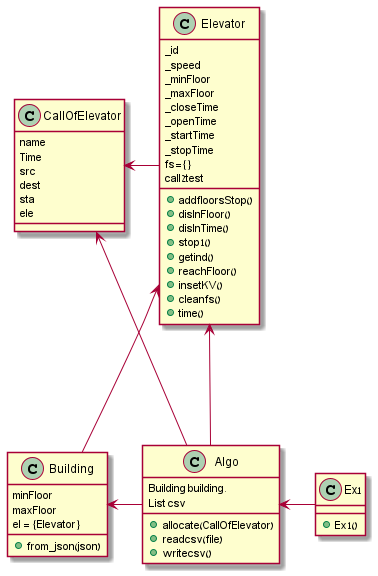 C Elevator
_id
_speed
_minFloor
_maxFloor
_closeTime
_openTime
_startTime
_stopTime
fs={}
call2test
addfloorsStop()
disInFloor()
disInTime()
stop1()
getind()
reachFloor()
insetKV()
cleanfs()
time()
C CallOfElevator
name
Time
src
dest
sta
ele
C Building
minFloor
maxFloor
el = {Elevator}
from_json(json)
C Algo
Building building.
List csv
allocate(CallOfElevator)
readcsv(file)
writecsv()
C Ex1
Ex1()